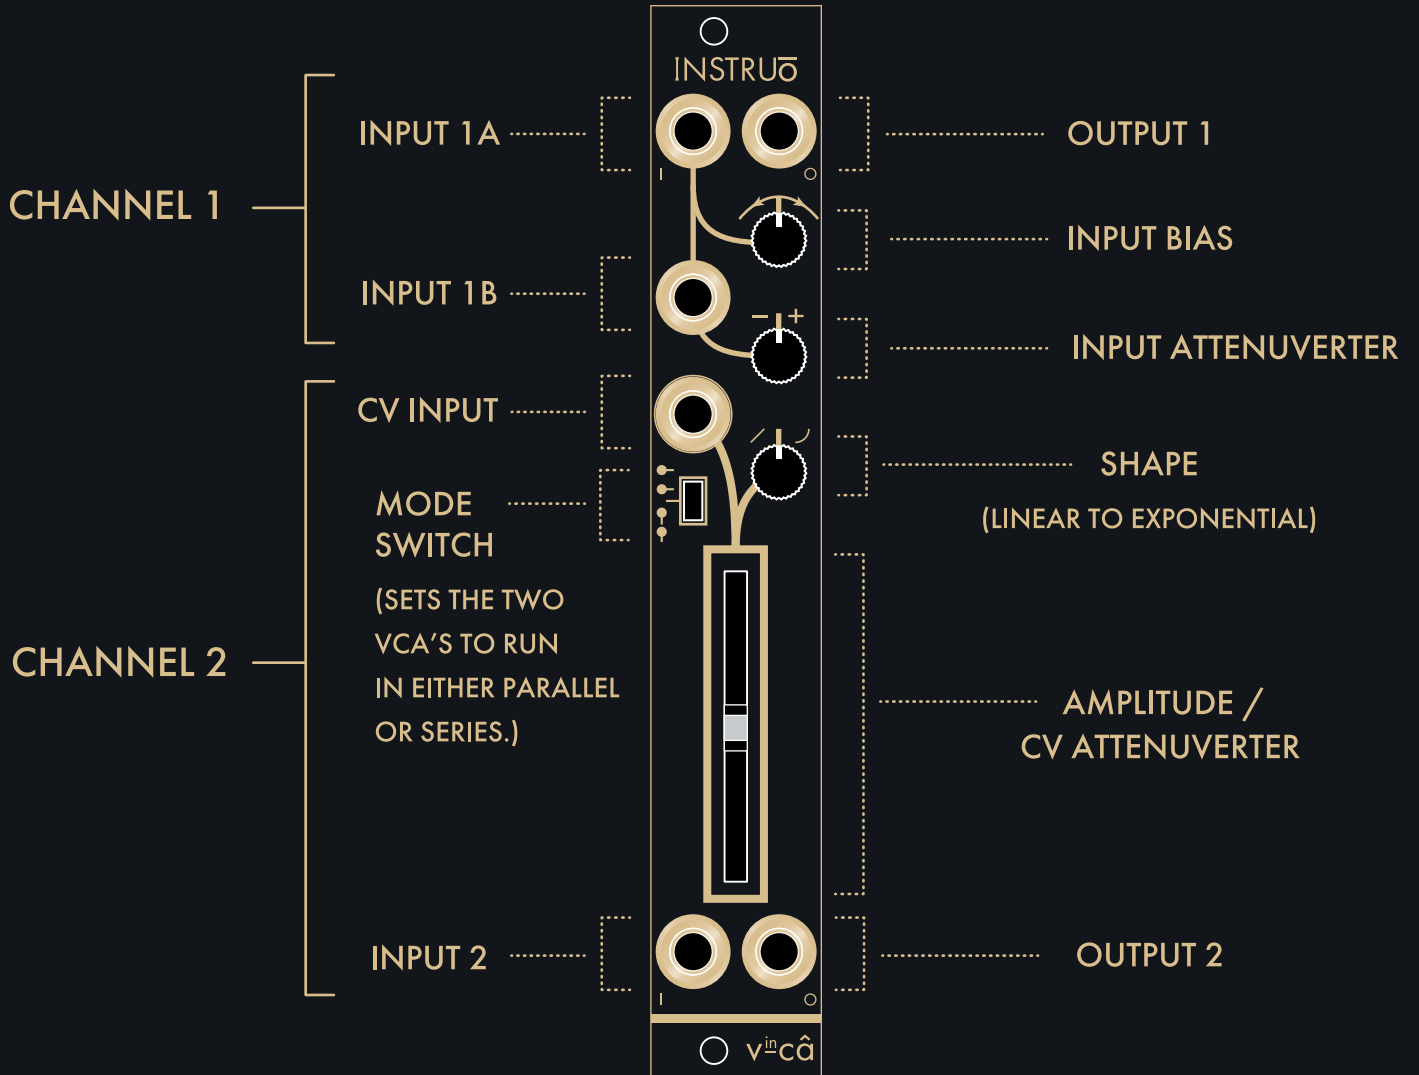 INSTRUŌ
CHANNEL 1
INPUT 1A
INPUT 1B
OUTPUT 1
INPUT BIAS
INPUT ATTENUVERTER
I
O
− +
CHANNEL 2
CV INPUT
MODE
SWITCH
(SETS THE TWO
VCA'S TO RUN
IN EITHER PARALLEL
OR SERIES.)
INPUT 2
SHAPE
(LINEAR TO EXPONENTIAL)
AMPLITUDE /
CV ATTENUVERTER
OUTPUT 2
I
O
vincâ